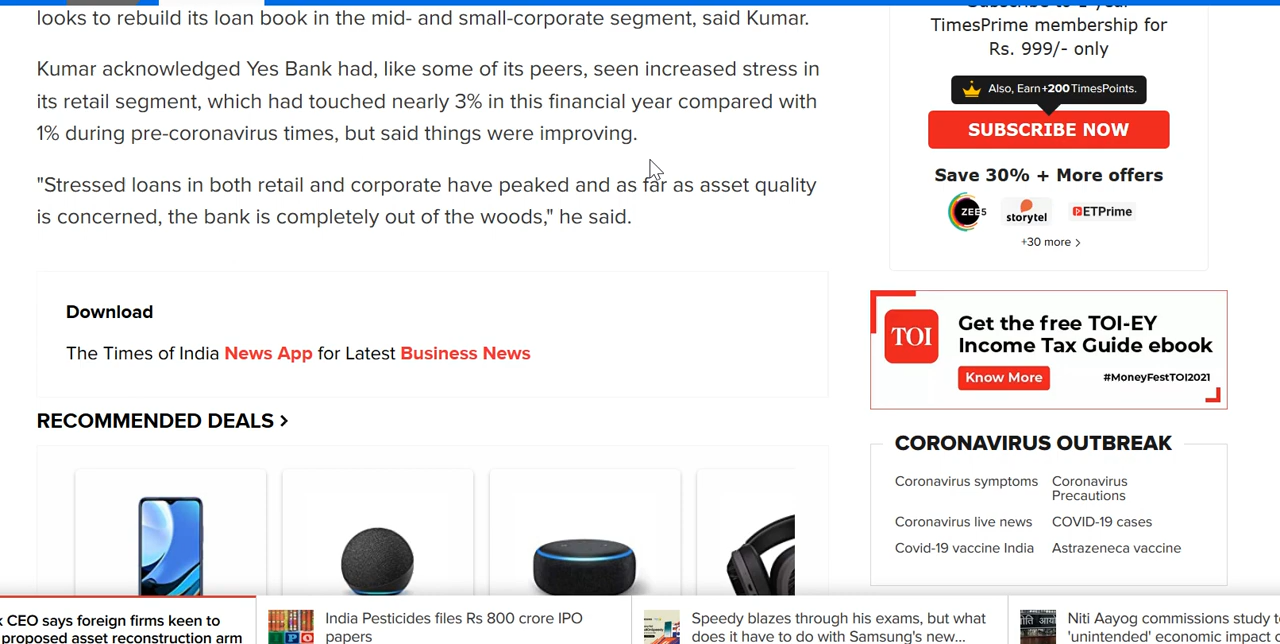 looks to rebuild its loan book in the mid- and small-corporate segment, said Kumar.
Kumar acknowledged Yes Bank had, like some of its peers, seen increased stress in
its retail segment, which had touched nearly 3% in this financial year compared with
1% during pre-coronavirus times, but said things were improving.
"Stressed loans in both retail and corporate have peaked and as far as asset quality
is concerned, the bank is completely out of the woods," he said.
Download
The Times of India News App for Latest Business News
RECOMMENDED DEALS >
TimesPrime membership for
Rs. 999/- only
Also, Earn +200 TimesPoints.
SUBSCRIBE NOW
Save 30% + More offers
ZEE5
storytel
ETPrime
+30 more >
TOI
Get the free TOI-EY
Income Tax Guide ebook
Know More
#MoneyFestTOI2021
CORONAVIRUS OUTBREAK
Coronavirus symptoms
Coronavirus
Precautions
Coronavirus live news
COVID-19 cases
Covid-19 vaccine India
Astrazeneca vaccine
CEO says foreign firms keen to
proposed asset reconstruction arm
IPO
India Pesticides files Rs 800 crore IPO
papers
Speedy blazes through his exams, but what
does it have to do with Samsung's new...
Niti Aayog commissions study
'unintended' economic